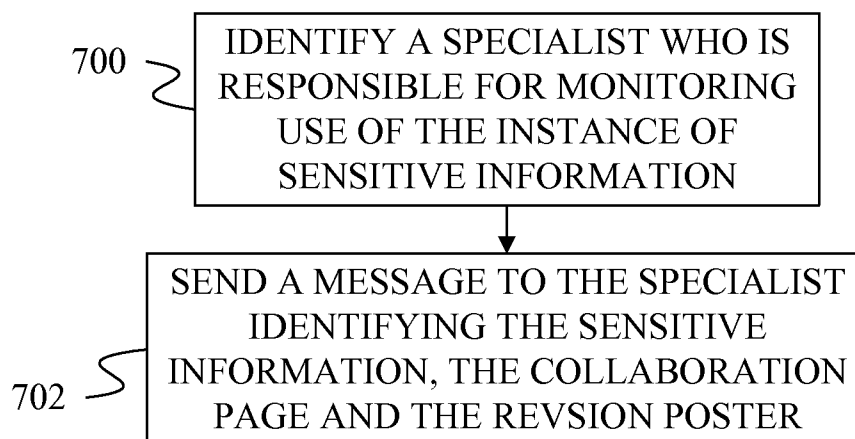 700
IDENTIFY A SPECIALIST WHO IS
RESPONSIBLE FOR MONITORING
USE OF THE INSTANCE OF
SENSITIVE INFORMATION
702
SEND A MESSAGE TO THE SPECIALIST
IDENTIFYING THE SENSITIVE
INFORMATION, THE COLLABORATION
PAGE AND THE REVSION POSTER